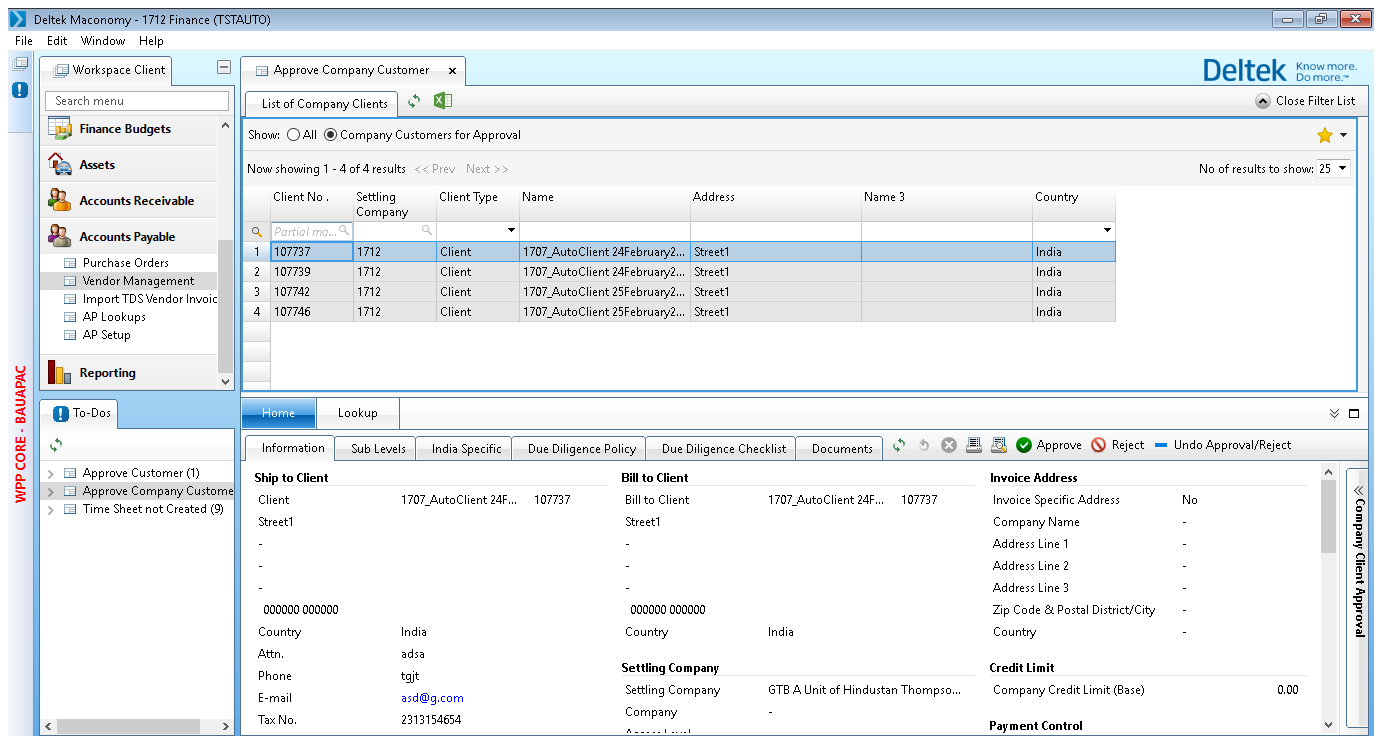 Deltek Maconomy - 1712 Finance (TSTAUTO)
File Edit Window Help
Workspace Client
Search menu
Finance Budgets
Assets
Accounts Receivable
Accounts Payable
Purchase Orders
Vendor Management
Import TDS Vendor Invoic
AP Lookups
AP Setup
Reporting
WPP CORE - BAUAPAC
To-Dos
Approve Customer (1)
Approve Company Custome
Time Sheet not Created (9)
Approve Company Customer x
Deltek Know more. Do more.™
List of Company Clients
Close Filter List
Show: All Company Customers for Approval
Now showing 1 - 4 of 4 results << Prev Next >> No of results to show: 25
Client No . Settling Company Client Type Name Address Name 3 Country
Partial ma...
1 107737 1712 Client 1707_AutoClient 24February2... Street1 India
2 107739 1712 Client 1707_AutoClient 24February2... Street1 India
3 107742 1712 Client 1707_AutoClient 25February2... Street1 India
4 107746 1712 Client 1707_AutoClient 25February2... Street1 India
Home Lookup
Information Sub Levels India Specific Due Diligence Policy Due Diligence Checklist Documents Approve Reject Undo Approval/Reject
Ship to Client
Client 1707_AutoClient 24F... 107737
Street1
-
-
-
000000 000000
Country India
Attn. adsa
Phone tgjt
E-mail asd@g.com
Tax No. 2313154654
Bill to Client
Bill to Client 1707_AutoClient 24F... 107737
Street1
-
-
-
000000 000000
Country India
Settling Company
Settling Company GTB A Unit of Hindustan Thompso...
Company -
Invoice Address
Invoice Specific Address No
Company Name -
Address Line 1 -
Address Line 2 -
Address Line 3 -
Zip Code & Postal District/City -
Country -
Credit Limit
Company Credit Limit (Base) 0.00
Payment Control
Company Client Approval